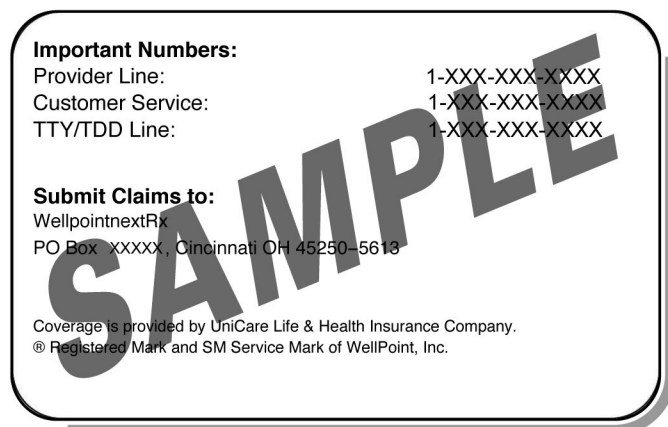 Important Numbers:
Provider Line: 1-XXX-XXX-XXXX
Customer Service: 1-XXX-XXX-XXXX
TTY/TDD Line: 1-XXX-XXX-XXXX
SAMPLE
Submit Claims to:
WellpointnextRx
PO Box XXXXX, Cincinnati OH 45250–5613
Coverage is provided by UniCare Life & Health Insurance Company.
® Registered Mark and SM Service Mark of WellPoint, Inc.